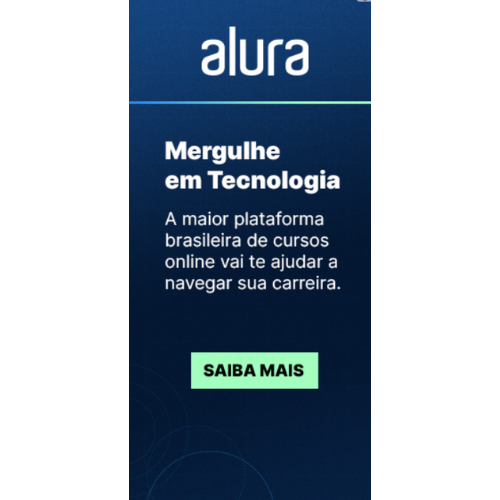 alura
Mergulhe
em Tecnologia
A maior plataforma
brasileira de cursos
online vai te ajudar a
navegar sua carreira.
SAIBA MAIS